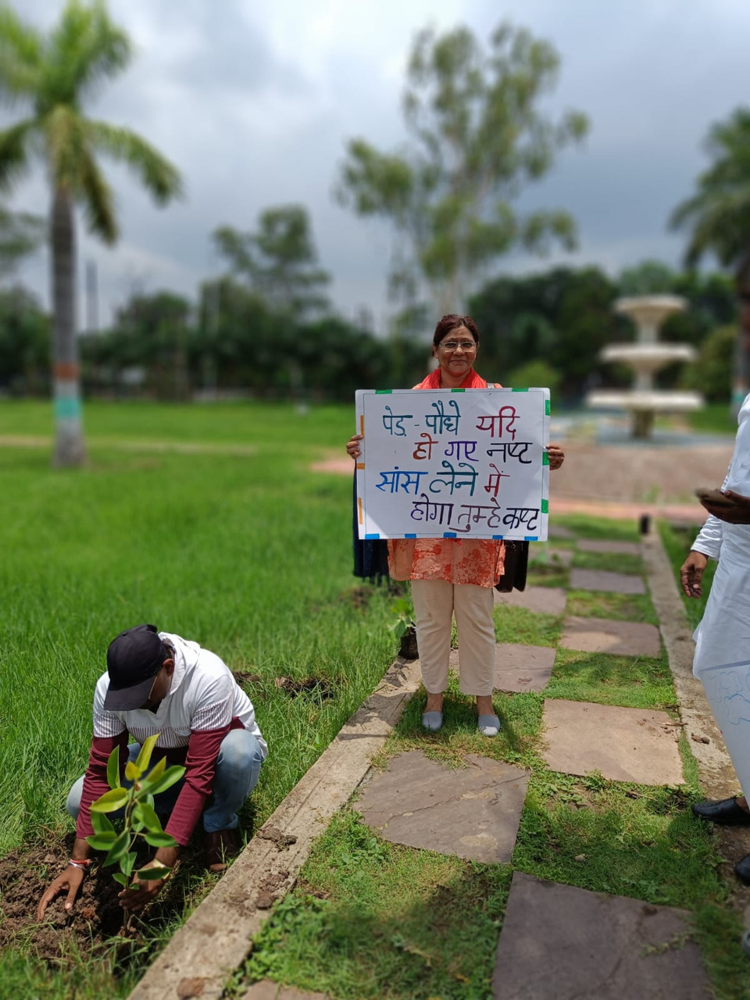 पेड़ - पौधे यदि
हो गए नष्ट
सांस लेने में
होगा तुम्हे कष्ट